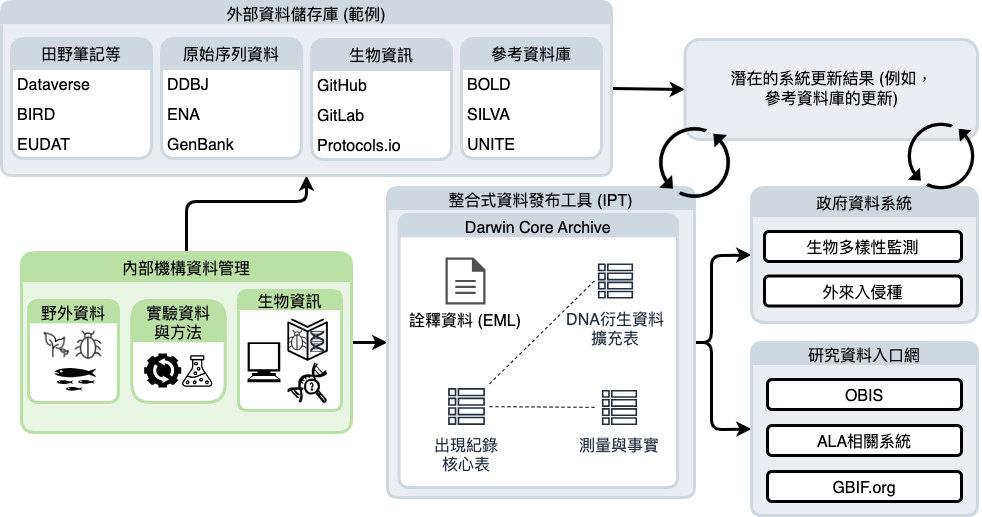 外部資料儲存庫 (範例)
田野筆記等
Dataverse
BIRD
EUDAT
原始序列資料
DDBJ
ENA
GenBank
生物資訊
GitHub
GitLab
Protocols.io
參考資料庫
BOLD
SILVA
UNITE
潛在的系統更新結果 (例如，
參考資料庫的更新)
內部機構資料管理
野外資料
實驗資料
與方法
生物資訊
整合式資料發布工具 (IPT)
Darwin Core Archive
詮釋資料 (EML)
DNA衍生資料
擴充表
出現紀錄
核心表
測量與事實
政府資料系統
生物多樣性監測
外來入侵種
研究資料入口網
OBIS
ALA相關系統
GBIF.org